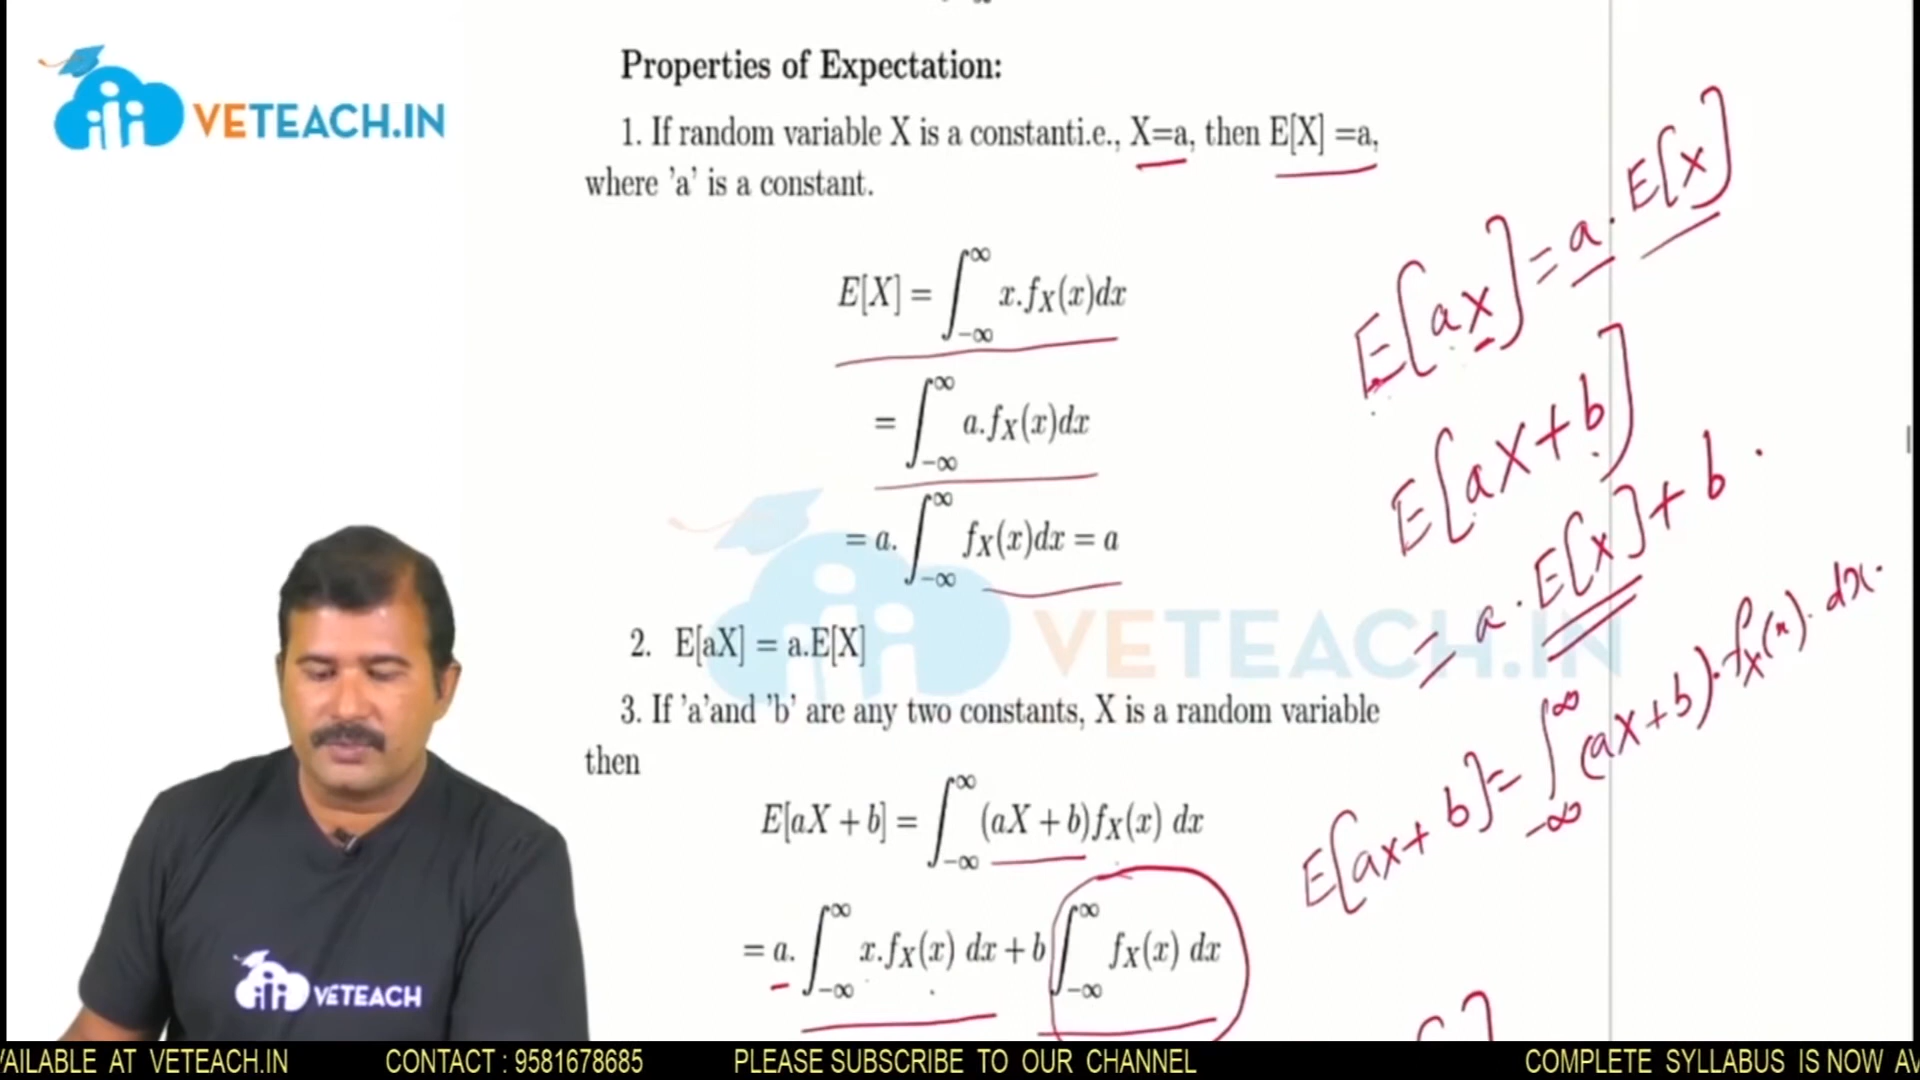 VETEACH.IN
Properties of Expectation:
1. If random variable X is a constanti.e., X=a, then E[X] =a,
where 'a' is a constant.
E[X] = ∫_{-∞}^{∞} x.f_X(x)dx
= ∫_{-∞}^{∞} a.f_X(x)dx
= a. ∫_{-∞}^{∞} f_X(x)dx = a
2. E[aX] = a.E[X]
3. If 'a'and 'b' are any two constants, X is a random variable
then
E[aX + b] = ∫_{-∞}^{∞} (aX + b)f_X(x) dx
= a. ∫_{-∞}^{∞} x.f_X(x) dx + b ∫_{-∞}^{∞} f_X(x) dx
E[aX] = a . E[X]
E[aX+b]
= a . E[X] + b .
E[aX+b] = ∫_{-∞}^{∞} (aX+b) . f_X(x) . dx .
VETEACH.IN
VETEACH
VAILABLE AT VETEACH.IN CONTACT : 9581678685 PLEASE SUBSCRIBE TO OUR CHANNEL COMPLETE SYLLABUS IS NOW AV